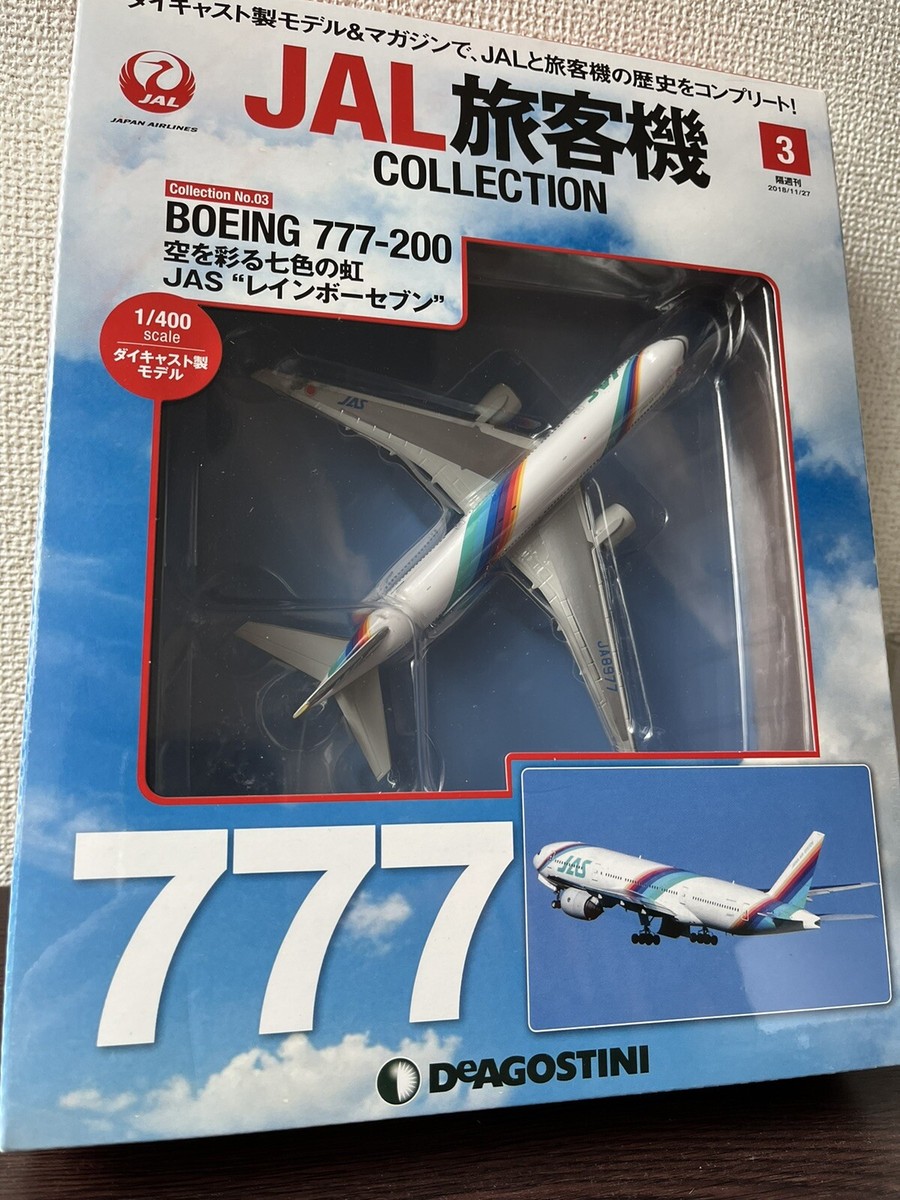 ダイキャスト製モデル&マガジンで、JALと旅客機の歴史をコンプリート!
JAL
JAPAN AIRLINES
JAL旅客機
COLLECTION
3
隔週刊
2018/11/27
Collection No.03
BOEING 777-200
空を彩る七色の虹
JAS "レインボーセブン"
1/400
scale
ダイキャスト製
モデル
JAS
JAS
JA8977
JAS
777
DeAGOSTINI